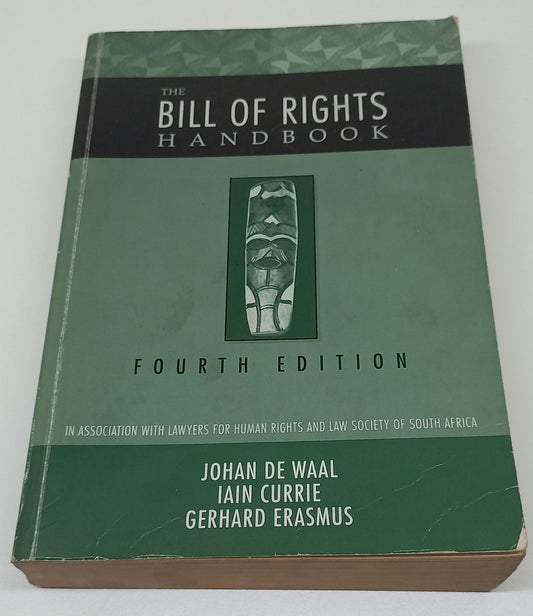 THE
BILL OF RIGHTS
HANDBOOK
FOURTH EDITION
IN ASSOCIATION WITH LAWYERS FOR HUMAN RIGHTS AND LAW SOCIETY OF SOUTH AFRICA
JOHAN DE WAAL
IAIN CURRIE
GERHARD ERASMUS